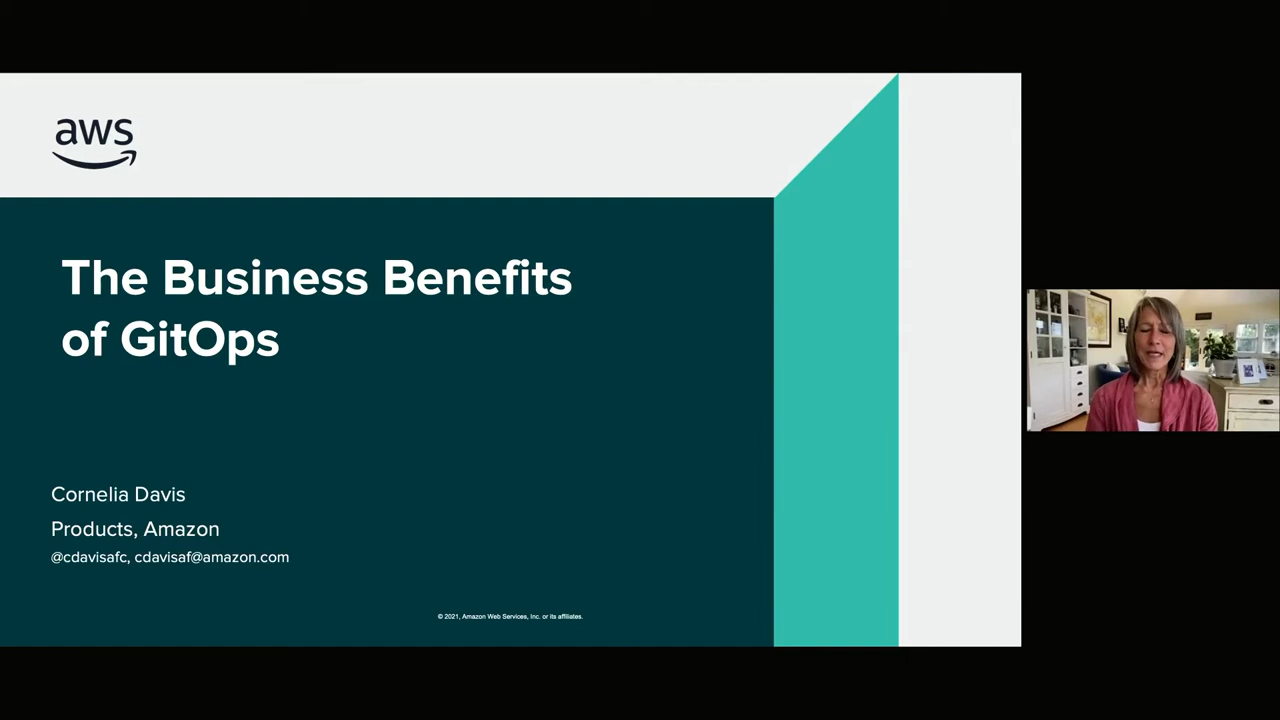 aws
The Business Benefits
of GitOps
Cornelia Davis
Products, Amazon
@cdavisafc, cdavisaf@amazon.com
© 2021, Amazon Web Services, Inc. or its affiliates.